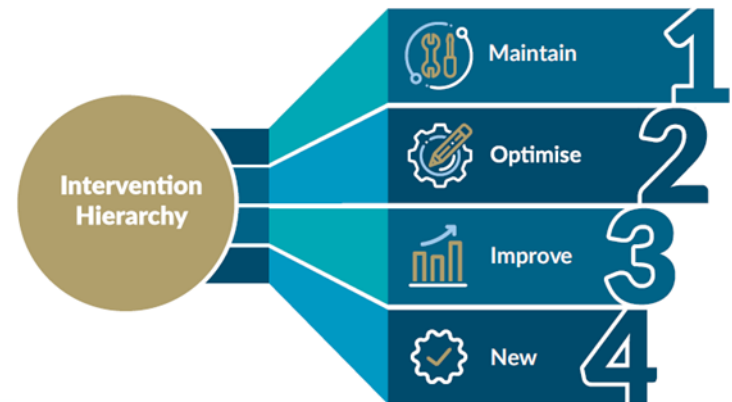 Intervention
Hierarchy
Maintain 1
Optimise 2
Improve 3
New 4